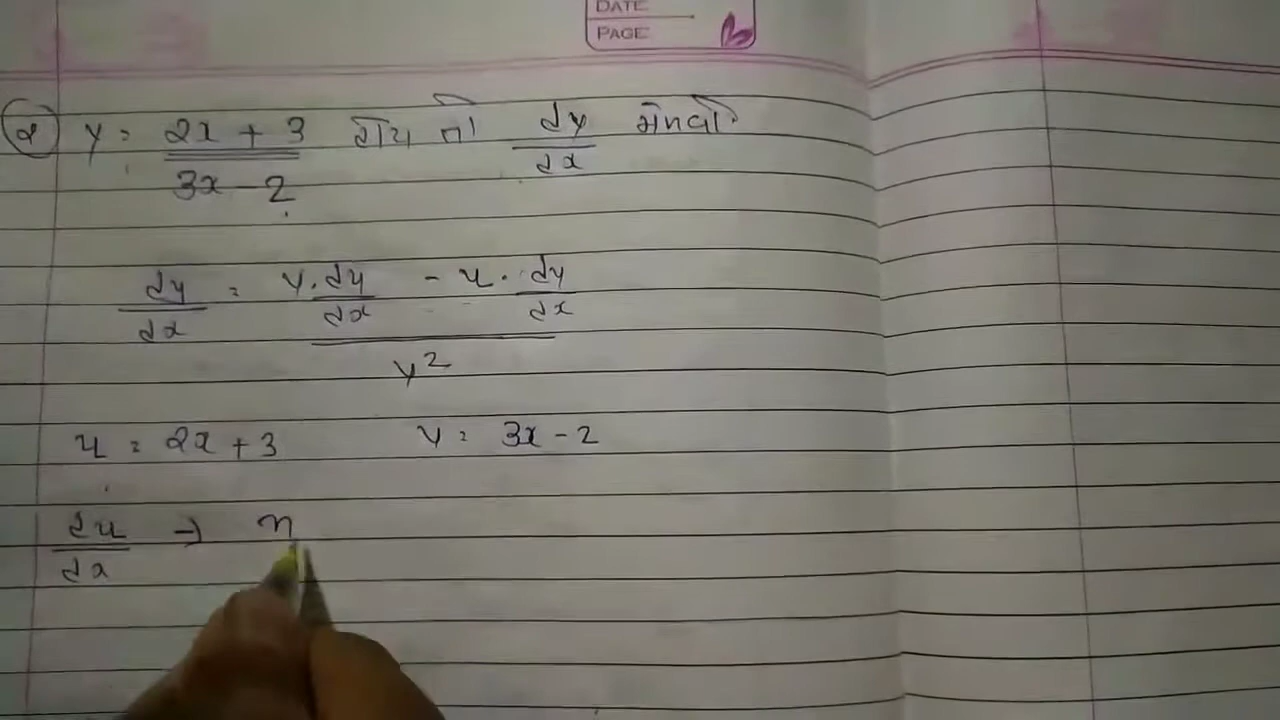 DATE
PAGE
(2) y = 2x + 3 / 3x - 2 હોય તો dy/dx મેળવો
dy/dx = v . du/dx - u . dv/dx / v²
u = 2x + 3 v = 3x - 2
du/dx → n